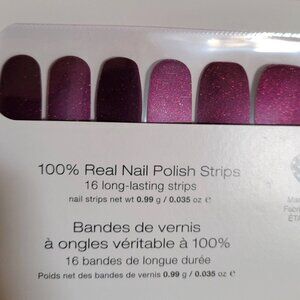 100% Real Nail Polish Strips
16 long-lasting strips
nail strips net wt 0.99 g / 0.035 oz ℮
Bandes de vernis
à ongles véritable à 100%
16 bandes de longue durée
Poids net des bandes de vernis 0.99 g / 0.035 oz ℮